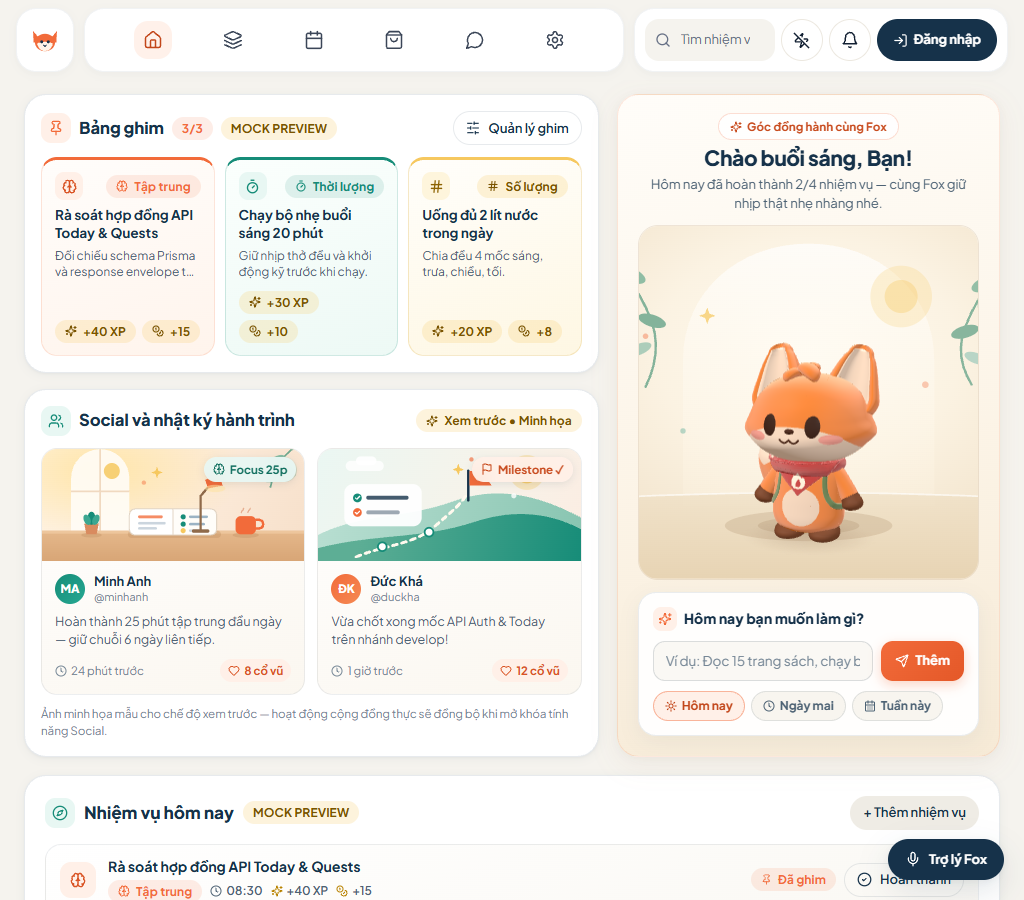 Tìm nhiệm v
Đăng nhập
Bảng ghim
3/3
MOCK PREVIEW
Quản lý ghim
Tập trung
Rà soát hợp đồng API
Today & Quests
Đối chiếu schema Prisma
và response envelope t...
+40 XP
+15
Thời lượng
Chạy bộ nhẹ buổi
sáng 20 phút
Giữ nhịp thở đều và khởi
động kỹ trước khi chạy.
+30 XP
+10
Số lượng
Uống đủ 2 lít nước
trong ngày
Chia đều 4 mốc sáng,
trưa, chiều, tối.
+20 XP
+8
Góc đồng hành cùng Fox
Chào buổi sáng, Bạn!
Hôm nay đã hoàn thành 2/4 nhiệm vụ — cùng Fox giữ
nhịp thật nhẹ nhàng nhé.
Social và nhật ký hành trình
Xem trước • Minh họa
Focus 25p
MA
Minh Anh
@minhanh
Hoàn thành 25 phút tập trung đầu ngày
— giữ chuỗi 6 ngày liên tiếp.
24 phút trước
8 cổ vũ
Milestone ✓
ĐK
Đức Khá
@duckha
Vừa chốt xong mốc API Auth & Today
trên nhánh develop!
1 giờ trước
12 cổ vũ
Ảnh minh họa mẫu cho chế độ xem trước — hoạt động cộng đồng thực sẽ đồng bộ khi mở khóa tính
năng Social.
Hôm nay bạn muốn làm gì?
Ví dụ: Đọc 15 trang sách, chạy b
Thêm
Hôm nay
Ngày mai
Tuần này
Nhiệm vụ hôm nay
MOCK PREVIEW
+ Thêm nhiệm vụ
Rà soát hợp đồng API Today & Quests
Tập trung
08:30
+40 XP
+15
Đã ghim
Hoàn thành
Trợ lý Fox